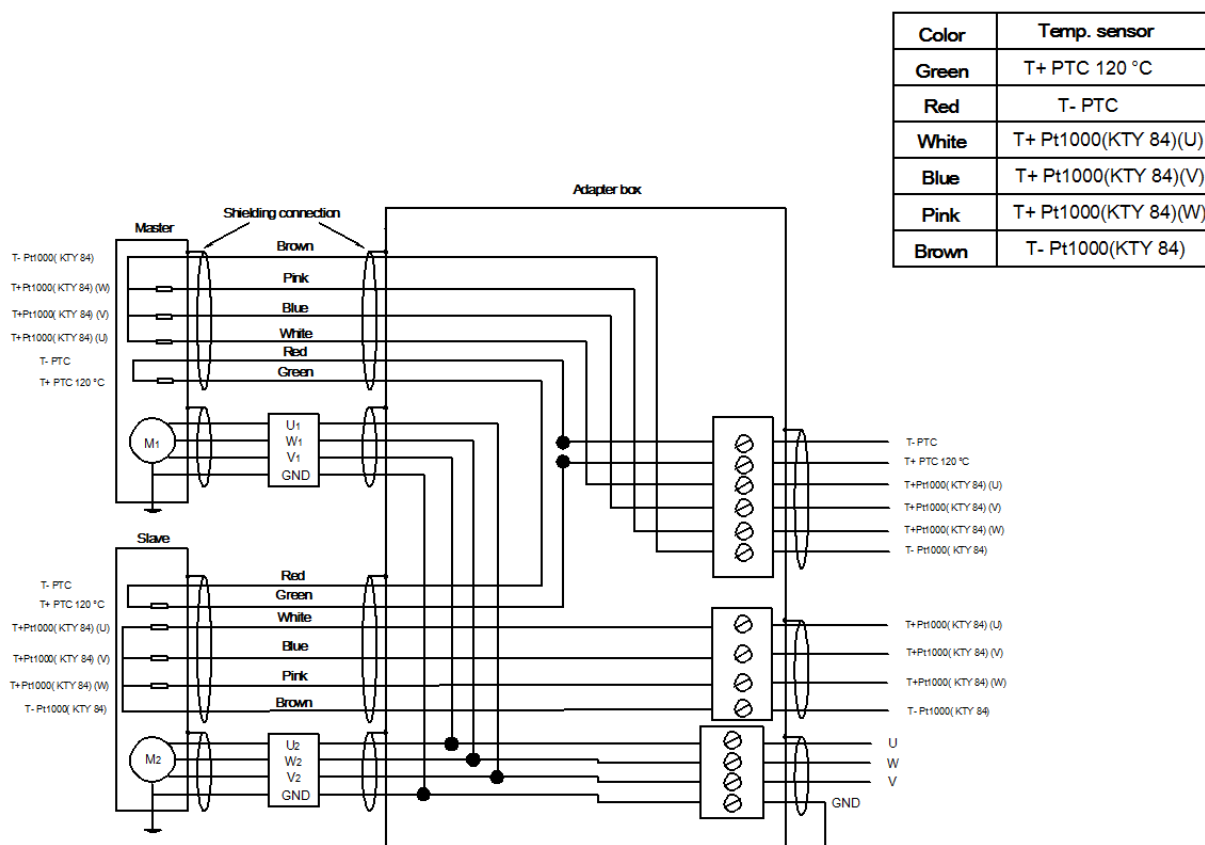 Color Temp. sensor
Green T+ PTC 120 °C
Red T- PTC
White T+ Pt1000(KTY 84)(U)
Blue T+ Pt1000(KTY 84)(V)
Pink T+ Pt1000(KTY 84)(W)
Brown T- Pt1000(KTY 84)
Adapter box
Shielding connection
Master
T- Pt1000( KTY 84)
T+Pt1000( KTY 84) (W)
T+Pt1000( KTY 84) (V)
T+Pt1000( KTY 84) (U)
T- PTC
T+ PTC 120 °C
Brown
Pink
Blue
White
Red
Green
M1
U1
W1
V1
GND
T- PTC
T+ PTC 120 °C
T+Pt1000( KTY 84) (U)
T+Pt1000( KTY 84) (V)
T+Pt1000( KTY 84) (W)
T- Pt1000( KTY 84)
Slave
T- PTC
T+ PTC 120 °C
T+Pt1000( KTY 84) (U)
T+Pt1000( KTY 84) (V)
T+Pt1000( KTY 84) (W)
T- Pt1000( KTY 84)
Red
Green
White
Blue
Pink
Brown
T+Pt1000( KTY 84) (U)
T+Pt1000( KTY 84) (V)
T+Pt1000( KTY 84) (W)
T- Pt1000( KTY 84)
M2
U2
W2
V2
GND
U
W
V
GND